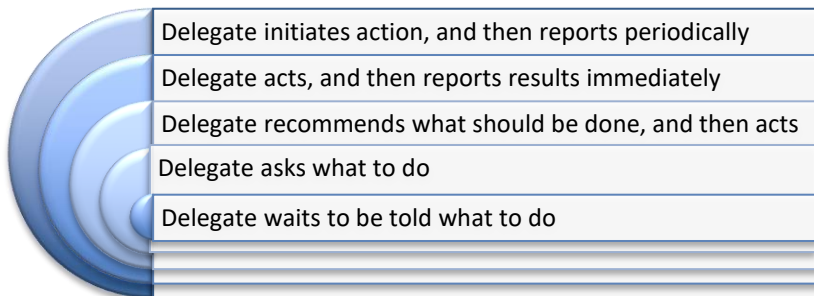 Delegate initiates action, and then reports periodically
Delegate acts, and then reports results immediately
Delegate recommends what should be done, and then acts
Delegate asks what to do
Delegate waits to be told what to do